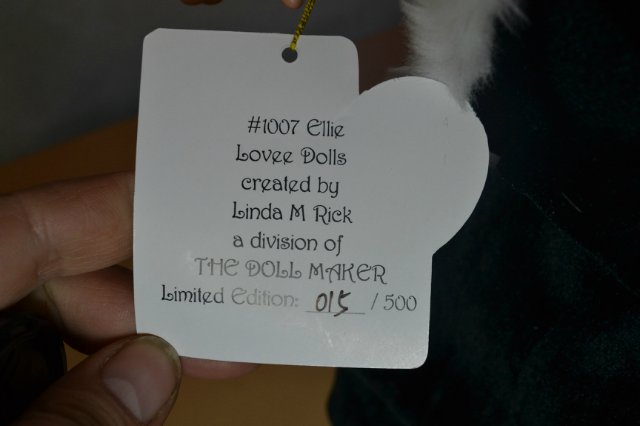 #1007 Ellie
Lovee Dolls
created by
Linda M Rick
a division of
THE DOLL MAKER
Limited Edition: 015 / 500